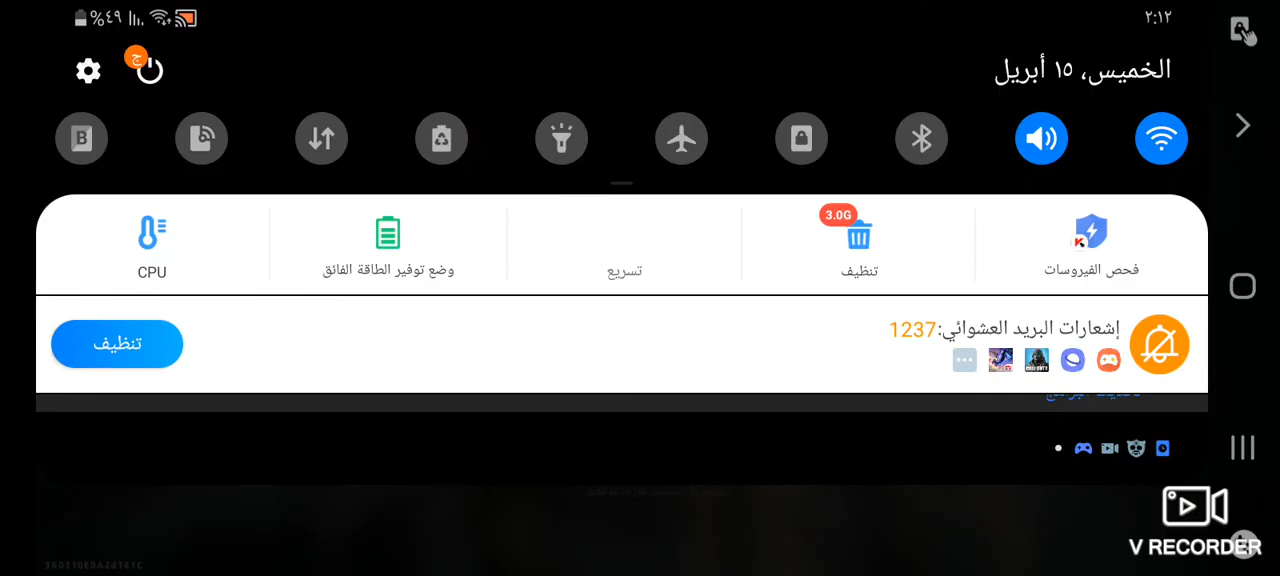 ٢:١٢
%٤٩
الخميس، ١٥ أبريل
ج
B
3.0G
فحص الفيروسات
تنظيف
تسريع
وضع توفير الطاقة الفائق
CPU
إشعارات البريد العشوائي:1237
تنظيف
V RECORDER